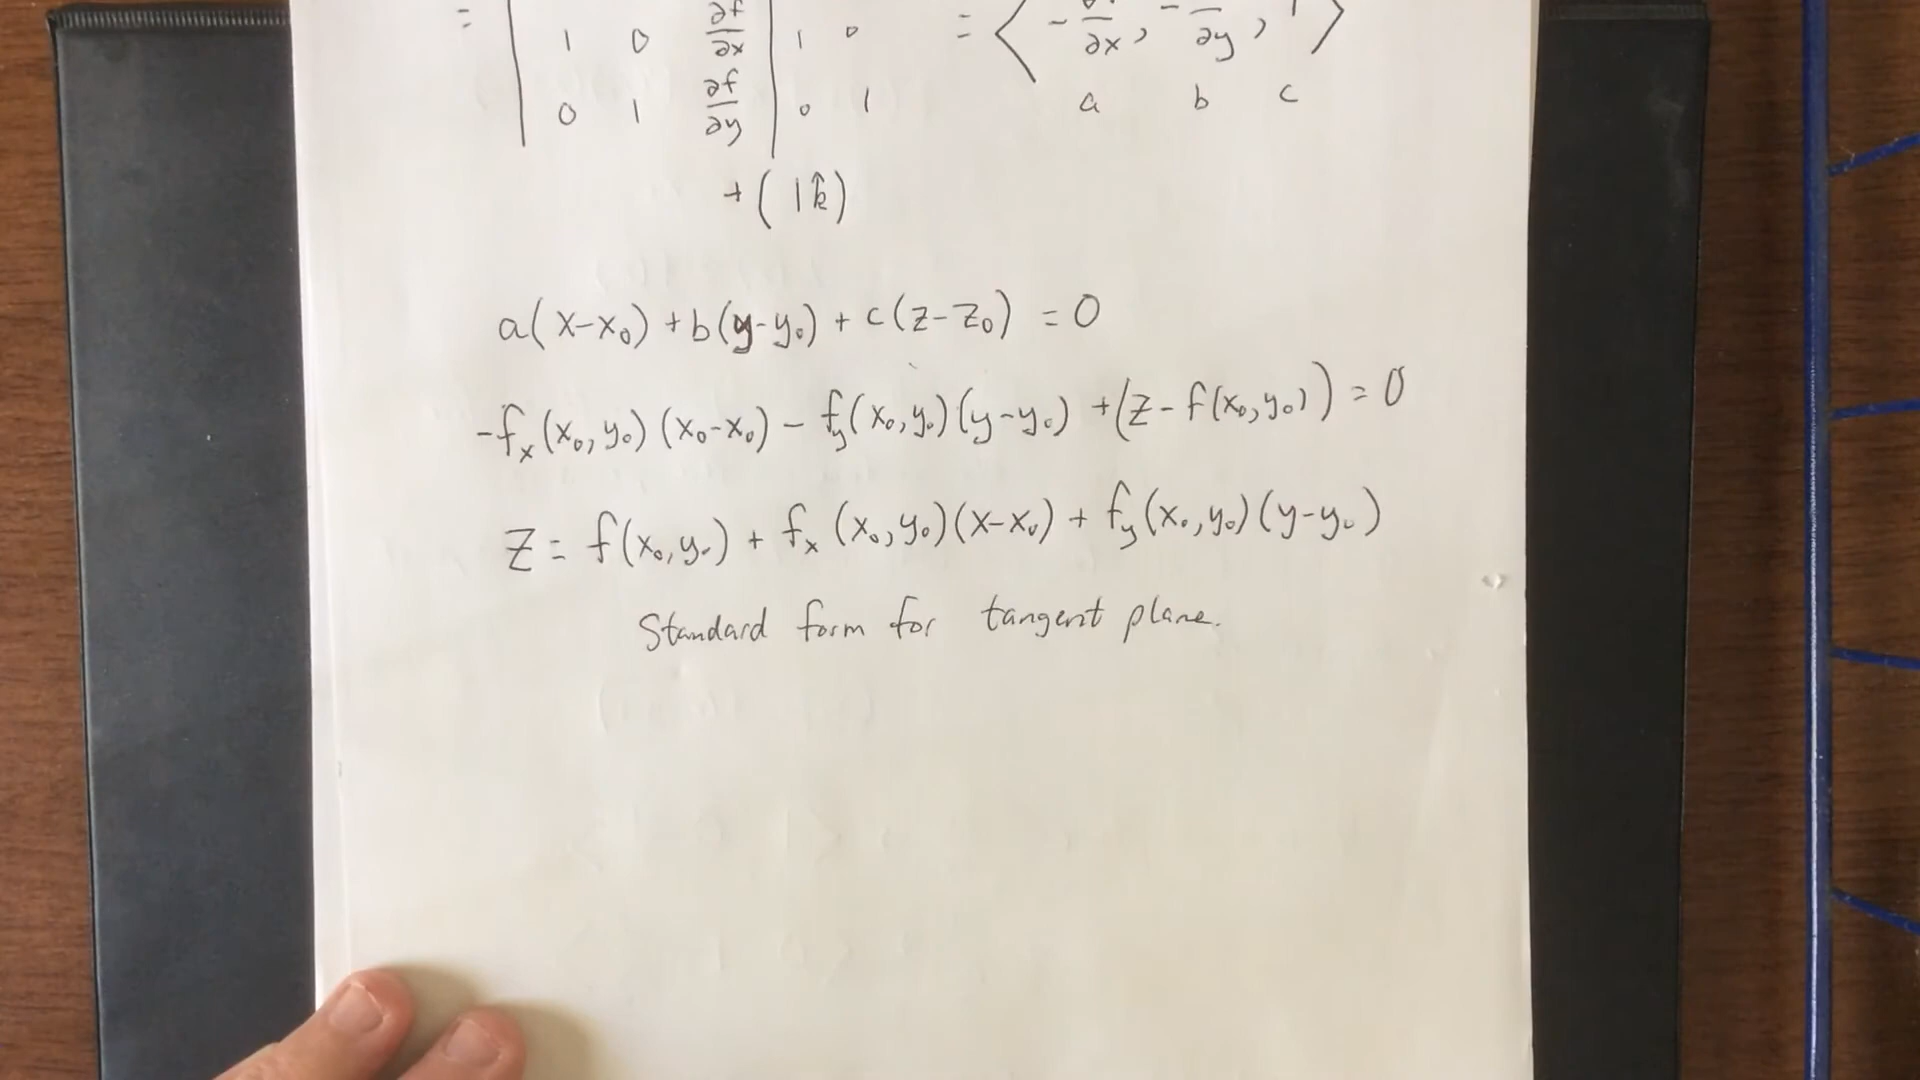 = | 1 0 ∂f/∂x | 1 0 = ⟨ -∂/∂x, -∂/∂y, 1 ⟩
0 1 ∂f/∂y | 0 1 a b c
+ ( 1k̂ )
a(x-x₀) + b(y-y₀) + c(z-z₀) = 0
-fₓ(x₀, y₀)(x₀-x₀) - f_y(x₀, y₀)(y-y₀) + (z - f(x₀, y₀)) = 0
z = f(x₀, y₀) + fₓ(x₀, y₀)(x-x₀) + f_y(x₀, y₀)(y-y₀)
Standard form for tangent plane.